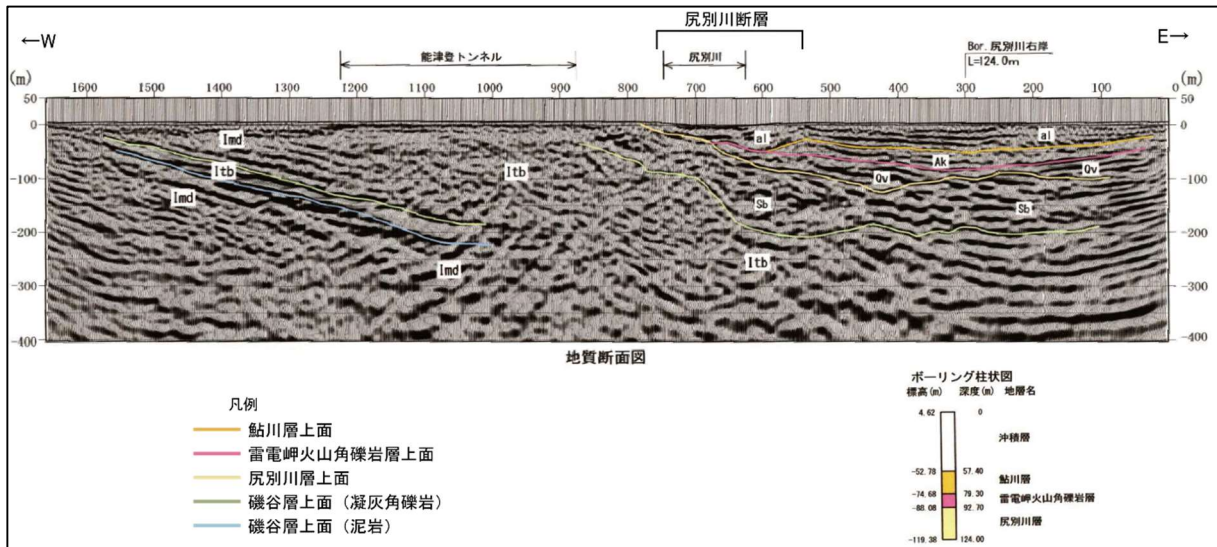 尻別川断層
←W
E→
能津登トンネル
尻別川
Bor. 尻別川右岸
L=124.0m
(m)
1600 1500 1400 1300 1200 1100 1000 900 800 700 600 500 400 300 200 100 0
(m)
50
50
0
0
-100
-100
-200
-200
-300
-300
-400
-400
Imd
Itb
Imd
Imd
Itb
al
al
Ak
Qv
Qv
Sb
Sb
Itb
地質断面図
凡例
鮎川層上面
雷電岬火山角礫岩層上面
尻別川層上面
磯谷層上面（凝灰角礫岩）
磯谷層上面（泥岩）
ボーリング柱状図
標高(m) 深度(m) 地層名
4.62 0
沖積層
-52.78 57.40
鮎川層
-74.68 79.30
雷電岬火山角礫岩層
-88.08 92.70
尻別川層
-119.38 124.00